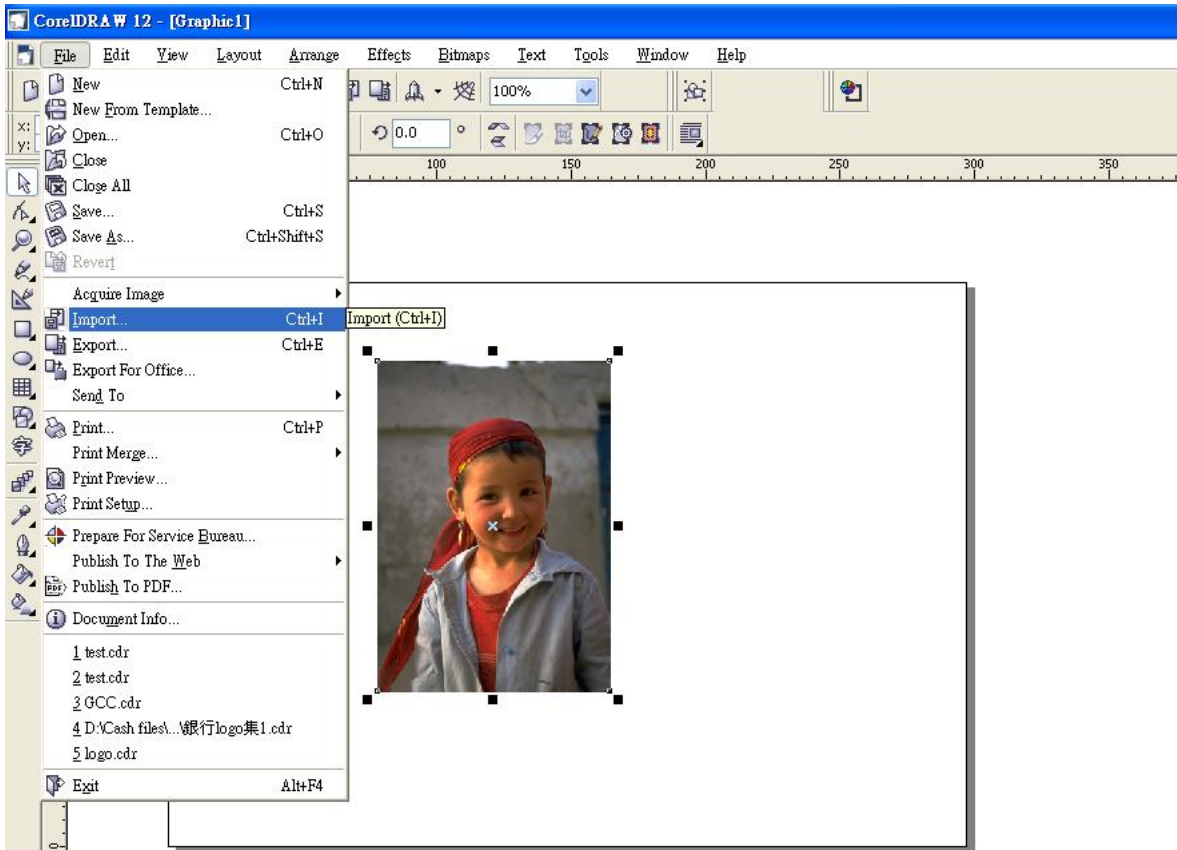 CorelDRAW 12 - [Graphic1]
File Edit View Layout Arrange Effects Bitmaps Text Tools Window Help
New Ctrl+N
100%
New From Template...
x:
y:
Open... Ctrl+O
0.0 °
Close
100 150 200 250 300 350
Close All
Save... Ctrl+S
Save As... Ctrl+Shift+S
Revert
Acquire Image
Import... Ctrl+I
Import (Ctrl+I)
Export... Ctrl+E
Export For Office...
Send To
字
Print... Ctrl+P
Print Merge...
Print Preview...
Print Setup...
Prepare For Service Bureau...
Publish To The Web
PDF Publish To PDF...
Document Info...
1 test.cdr
2 test.cdr
3 GCC.cdr
4 D:\Cash files\...\銀行logo集1.cdr
5 logo.cdr
Exit Alt+F4
0